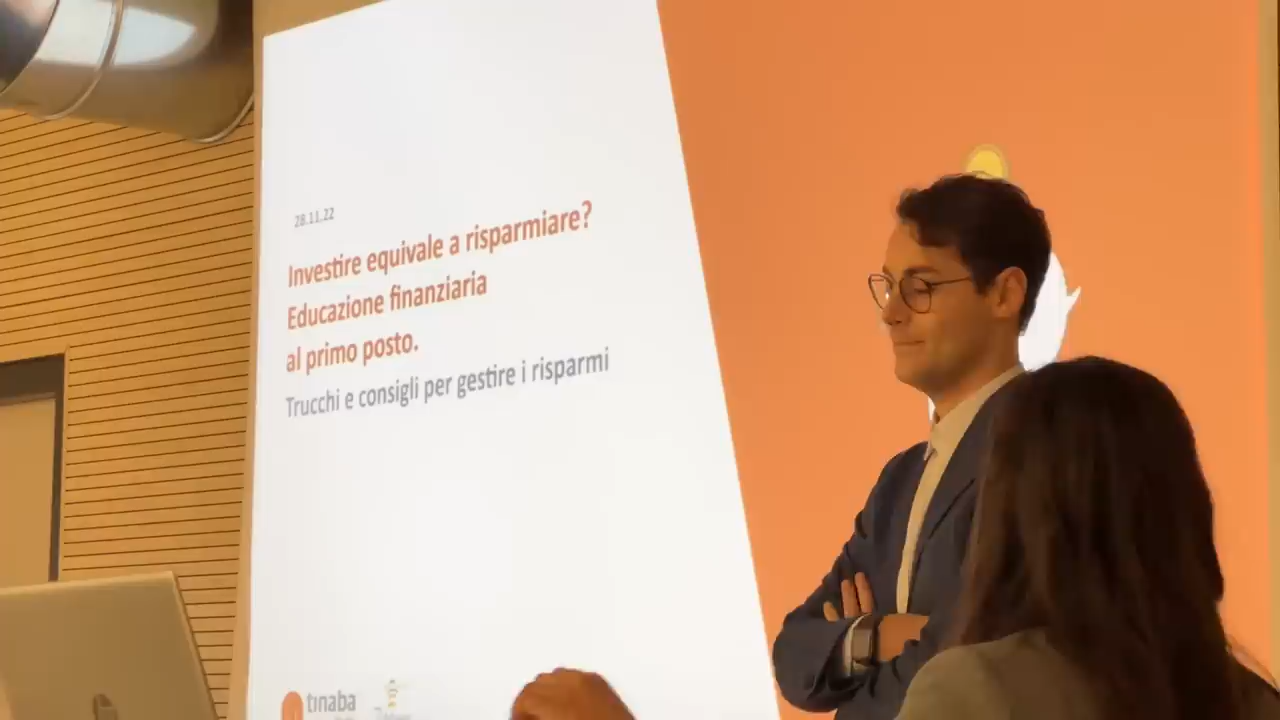 28.11.22
Investire equivale a risparmiare?
Educazione finanziaria
al primo posto.
Trucchi e consigli per gestire i risparmi
tinaba